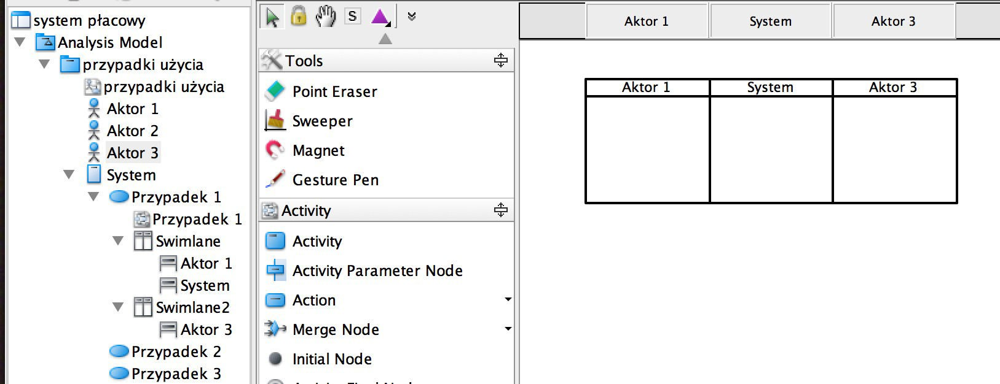 system płacowy
Analysis Model
przypadki użycia
przypadki użycia
Aktor 1
Aktor 2
Aktor 3
System
Przypadek 1
Przypadek 1
Swimlane
Aktor 1
System
Swimlane2
Aktor 3
Przypadek 2
Przypadek 3
S
Tools
Point Eraser
Sweeper
Magnet
Gesture Pen
Activity
Activity
Activity Parameter Node
Action
Merge Node
Initial Node
Aktor 1 System Aktor 3
Aktor 1 System Aktor 3